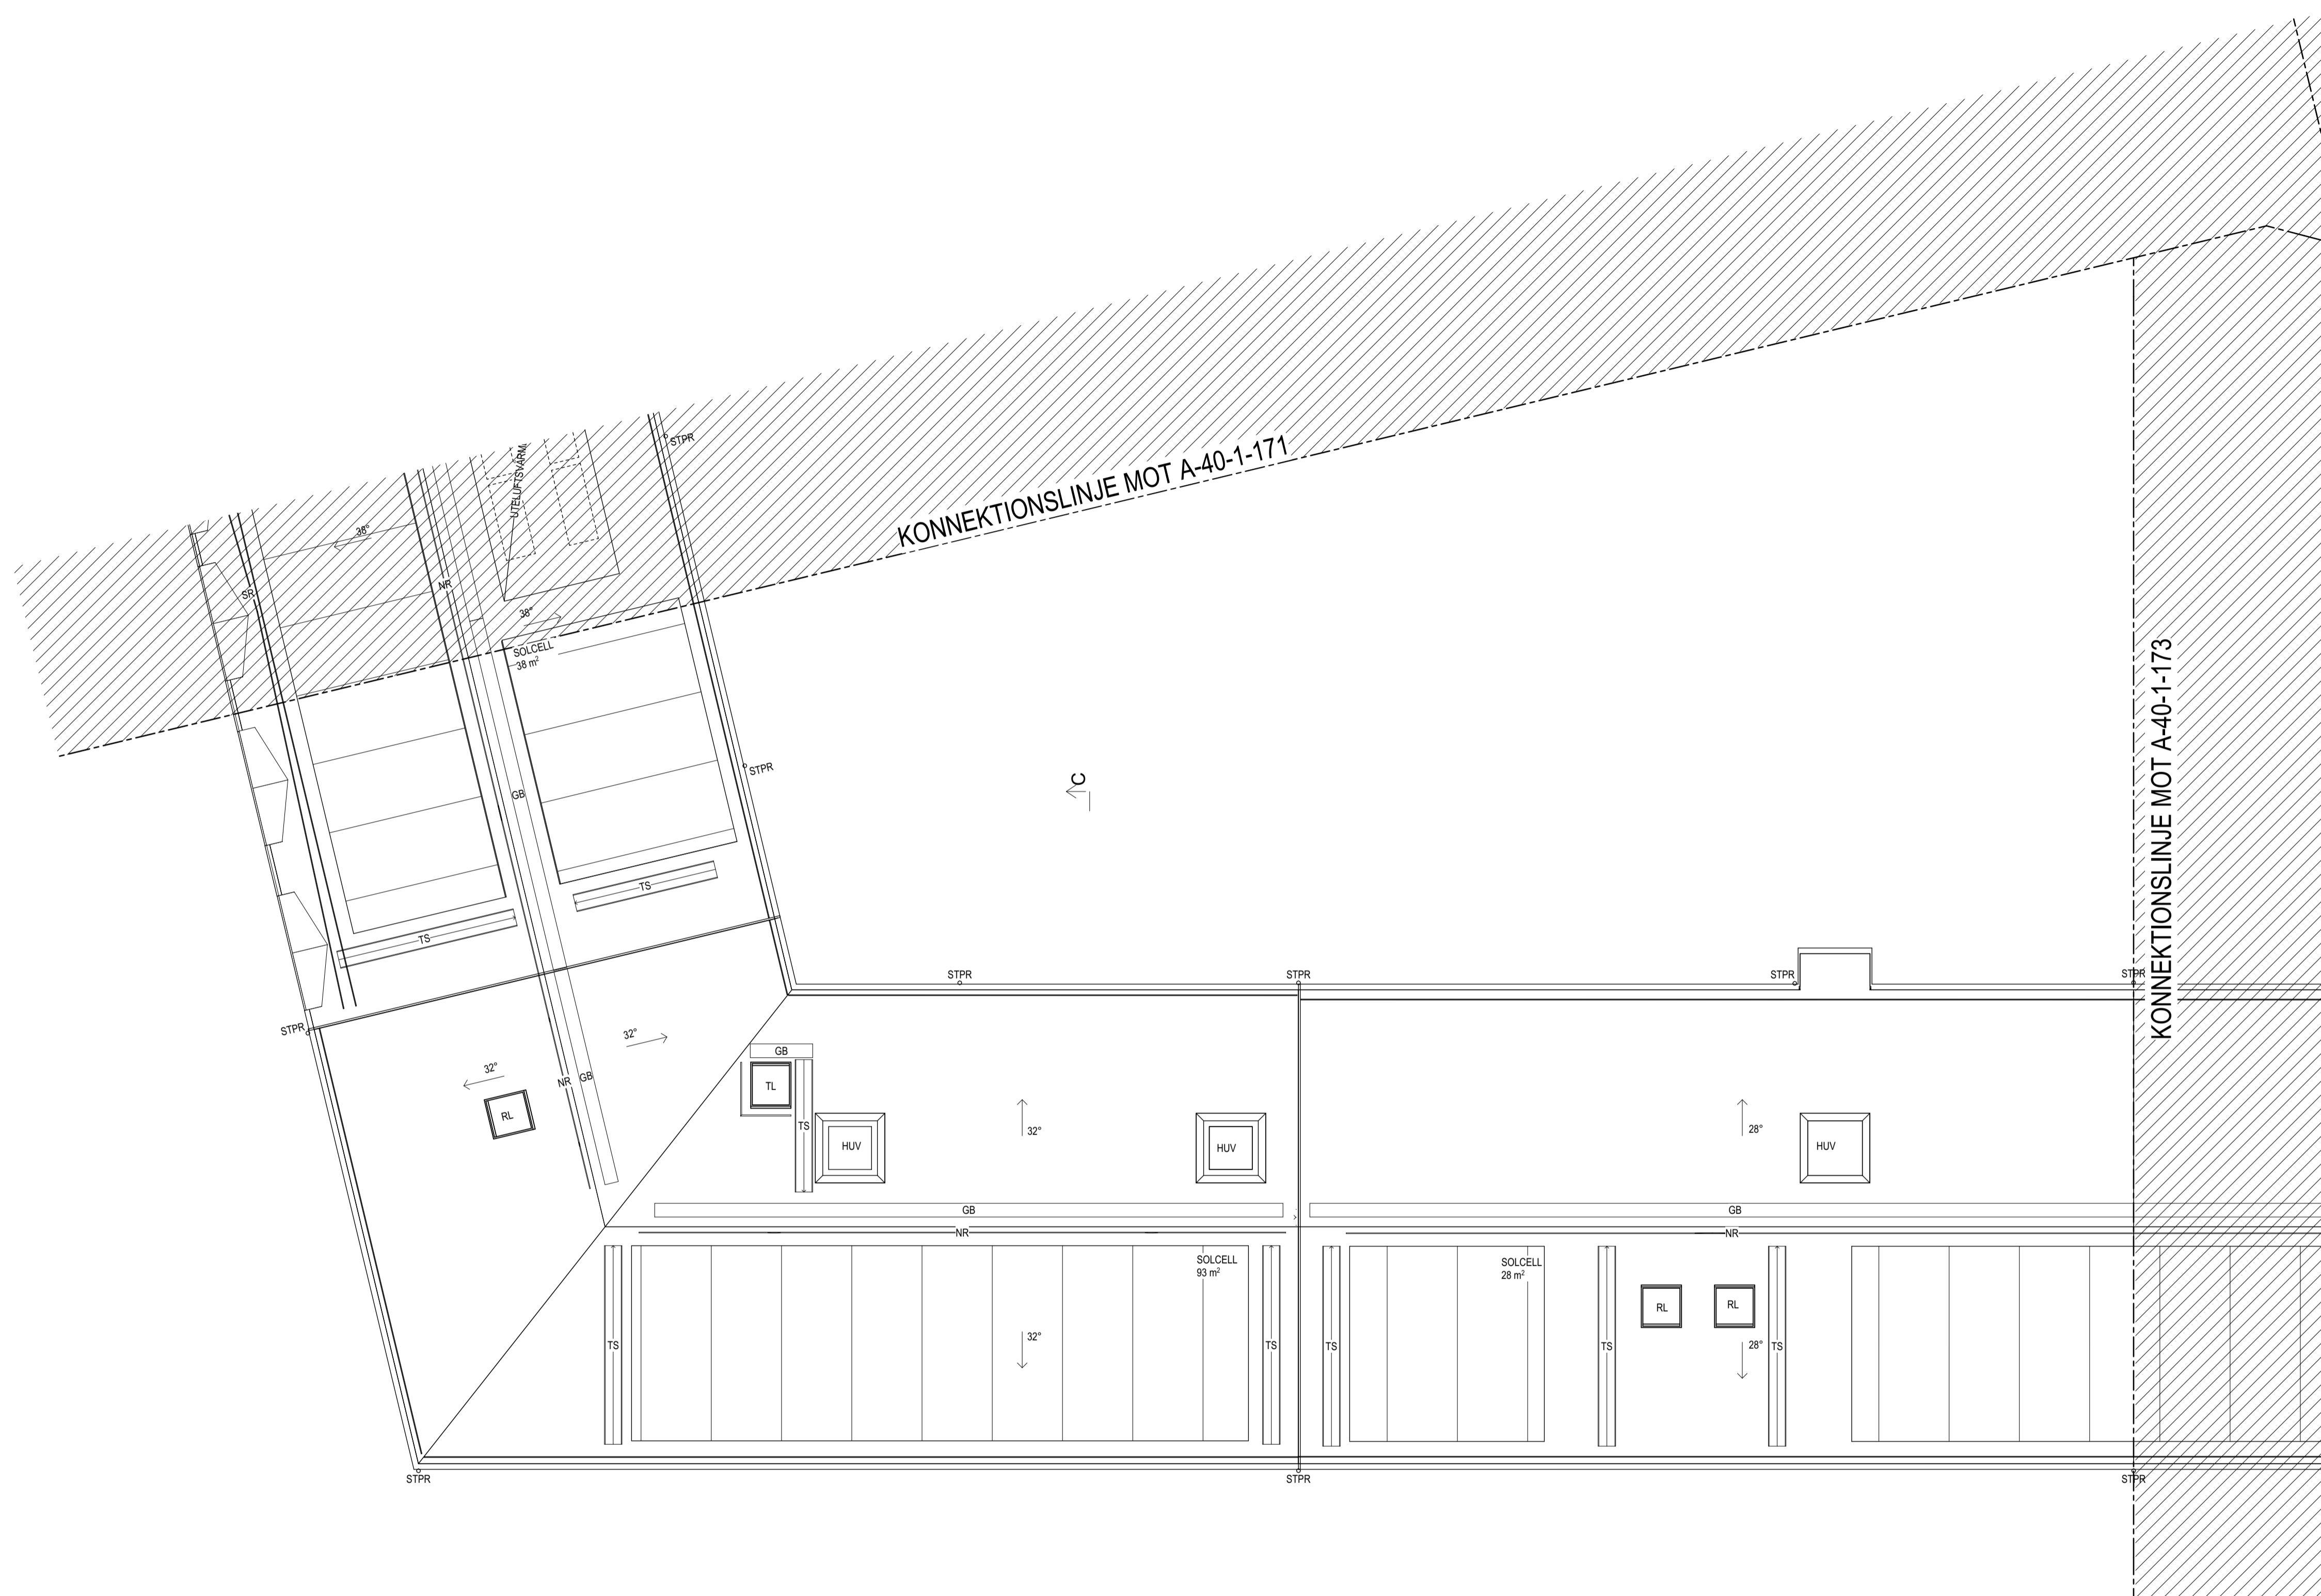 STPR
KONNEKTIONSLINJE MOT A-40-1-171
UTELUFTSVÄRM
38°
NR
SR
38°
SOLCELL
38 m²
KONNEKTIONSLINJE MOT A-40-1-173
STPR
C
GB
TS
TS
STPR
STPR
STPR
STPR
STPR
32°
32°
GB
NR
GB
RL
TL
TS
HUV
HUV
32°
28°
HUV
GB
GB
NR
NR
SOLCELL
93 m²
SOLCELL
28 m²
RL
RL
32°
28°
TS
TS
TS
TS
TS
STPR
STPR
STPR